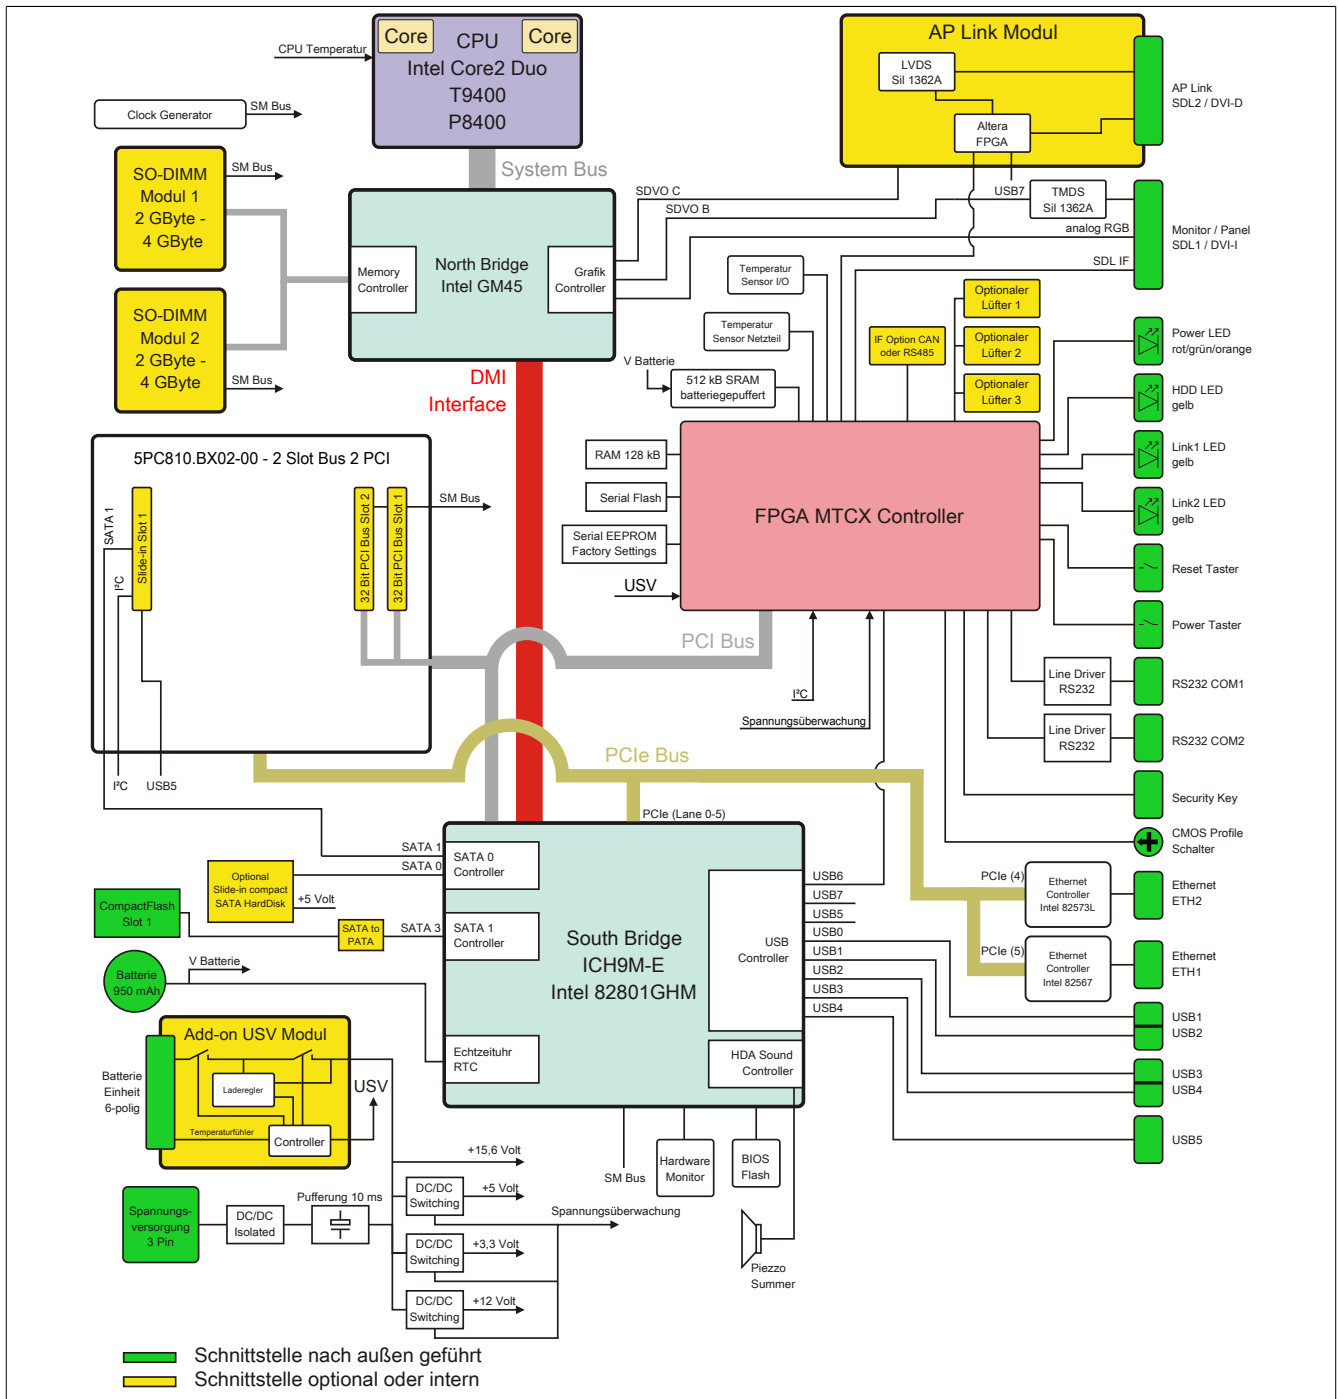 Core
CPU
Core
Intel Core2 Duo
T9400
P8400
CPU Temperatur
Clock Generator
SM Bus
SO-DIMM
Modul 1
2 GByte -
4 GByte
SM Bus
SO-DIMM
Modul 2
2 GByte -
4 GByte
SM Bus
System Bus
Memory
Controller
North Bridge
Intel GM45
Grafik
Controller
SDVO C
SDVO B
analog RGB
SDL IF
USB7
AP Link Modul
LVDS
Sil 1362A
Altera
FPGA
AP Link
SDL2 / DVI-D
TMDS
Sil 1362A
Monitor / Panel
SDL1 / DVI-I
DMI
Interface
Temperatur
Sensor I/O
Temperatur
Sensor Netzteil
V Batterie
512 kB SRAM
batteriegepuffert
IF Option CAN
oder RS485
Optionaler
Lüfter 1
Optionaler
Lüfter 2
Optionaler
Lüfter 3
RAM 128 kB
Serial Flash
Serial EEPROM
Factory Settings
USV
FPGA MTCX Controller
Power LED
rot/grün/orange
HDD LED
gelb
Link1 LED
gelb
Link2 LED
gelb
Reset Taster
Power Taster
Line Driver
RS232
RS232 COM1
Line Driver
RS232
RS232 COM2
Security Key
CMOS Profile
Schalter
5PC810.BX02-00 - 2 Slot Bus 2 PCI
SATA 1
I²C
Slide-in Slot 1
32 Bit PCI Bus Slot 2
32 Bit PCI Bus Slot 1
SM Bus
I²C
USB5
PCI Bus
I²C
Spannungsüberwachung
PCIe Bus
PCIe (Lane 0-5)
PCIe (4)
Ethernet
Controller
Intel 82573L
Ethernet
ETH2
PCIe (5)
Ethernet
Controller
Intel 82567
Ethernet
ETH1
SATA 1
SATA 0
SATA 0
Controller
Optional
Slide-in compact
SATA HardDisk
+5 Volt
CompactFlash
Slot 1
SATA to
PATA
SATA 3
SATA 1
Controller
Batterie
950 mAh
V Batterie
South Bridge
ICH9M-E
Intel 82801GHM
USB
Controller
USB6
USB7
USB5
USB0
USB1
USB2
USB3
USB4
USB1
USB2
USB3
USB4
USB5
Echtzeituhr
RTC
HDA Sound
Controller
SM Bus
Hardware
Monitor
BIOS
Flash
Piezzo
Summer
Add-on USV Modul
Batterie
Einheit
6-polig
Laderegler
Temperaturfühler
Controller
USV
Spannungs-
versorgung
3 Pin
DC/DC
Isolated
Pufferung 10 ms
+15,6 Volt
DC/DC
Switching
+5 Volt
Spannungsüberwachung
DC/DC
Switching
+3,3 Volt
DC/DC
Switching
+12 Volt
Schnittstelle nach außen geführt
Schnittstelle optional oder intern